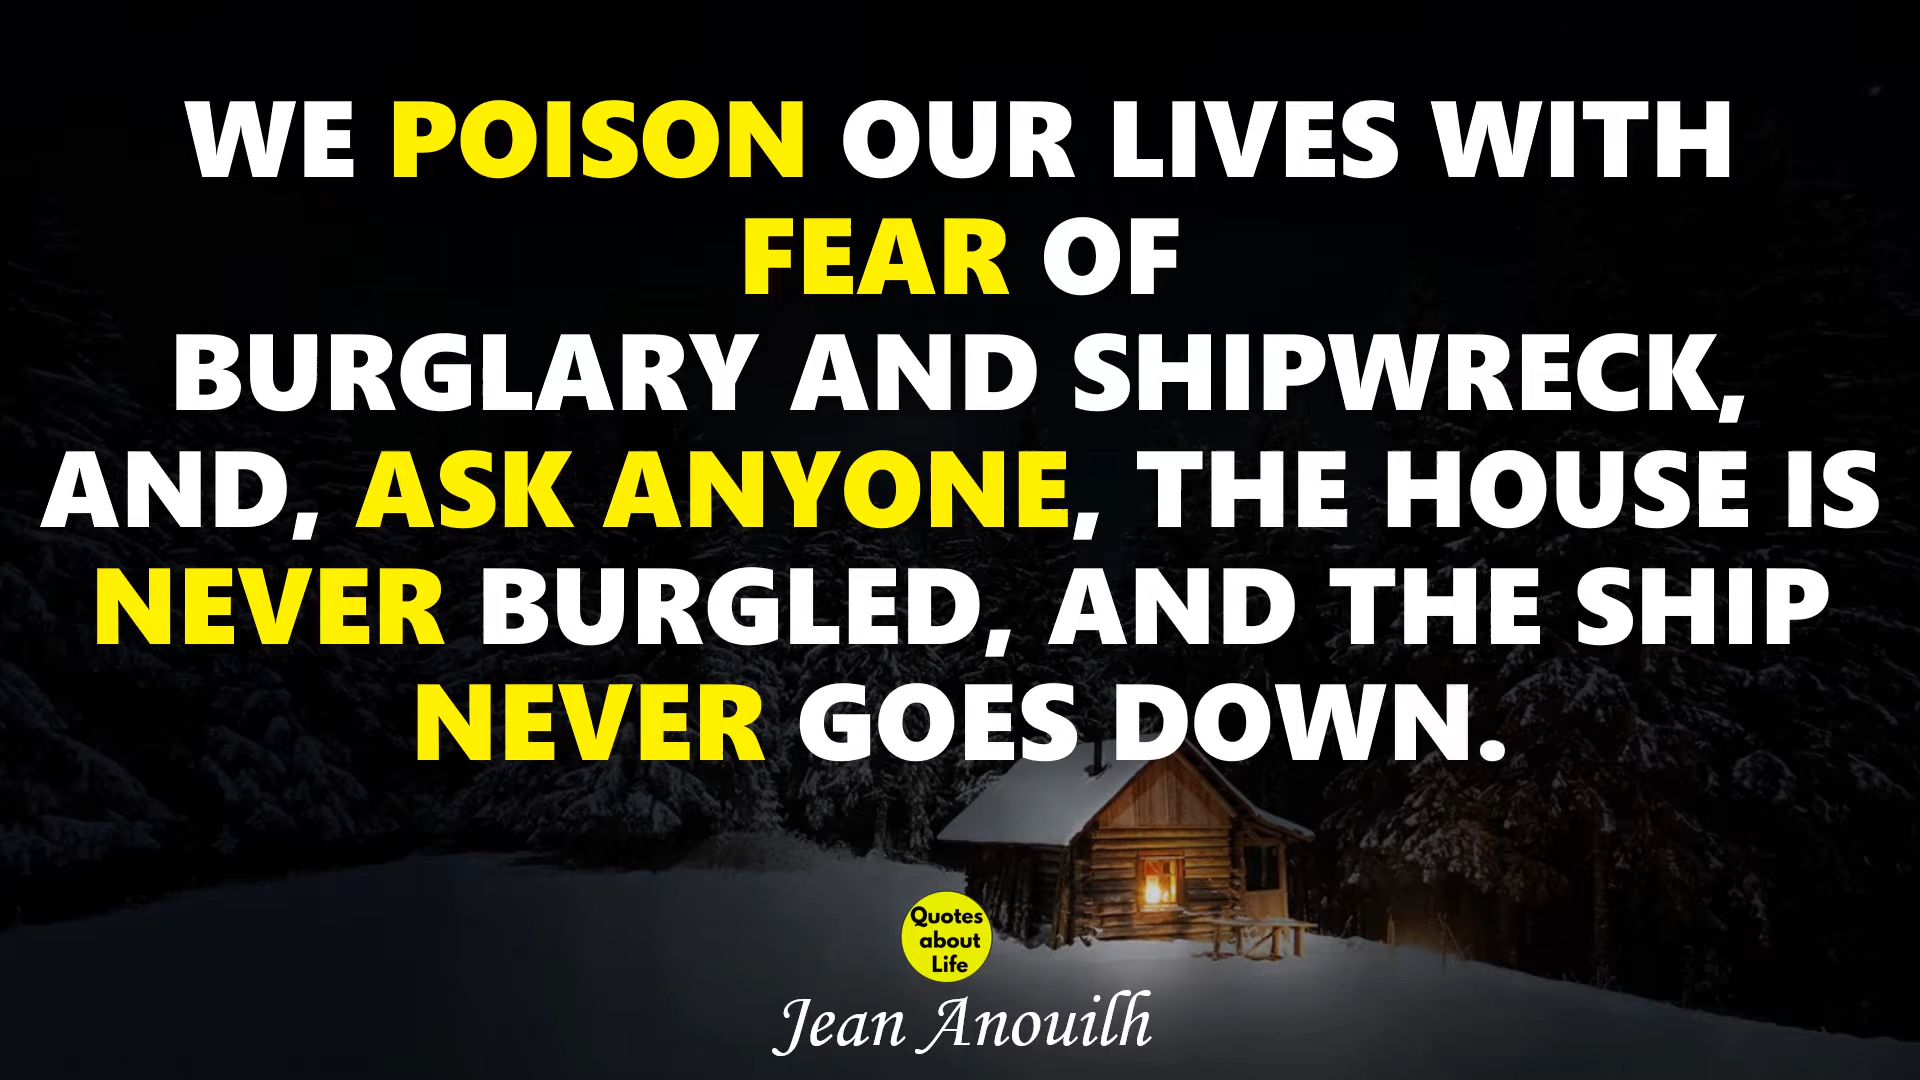 WE POISON OUR LIVES WITH
FEAR OF
BURGLARY AND SHIPWRECK,
AND, ASK ANYONE, THE HOUSE IS
NEVER BURGLED, AND THE SHIP
NEVER GOES DOWN.
Quotes
about
Life
Jean Anouilh